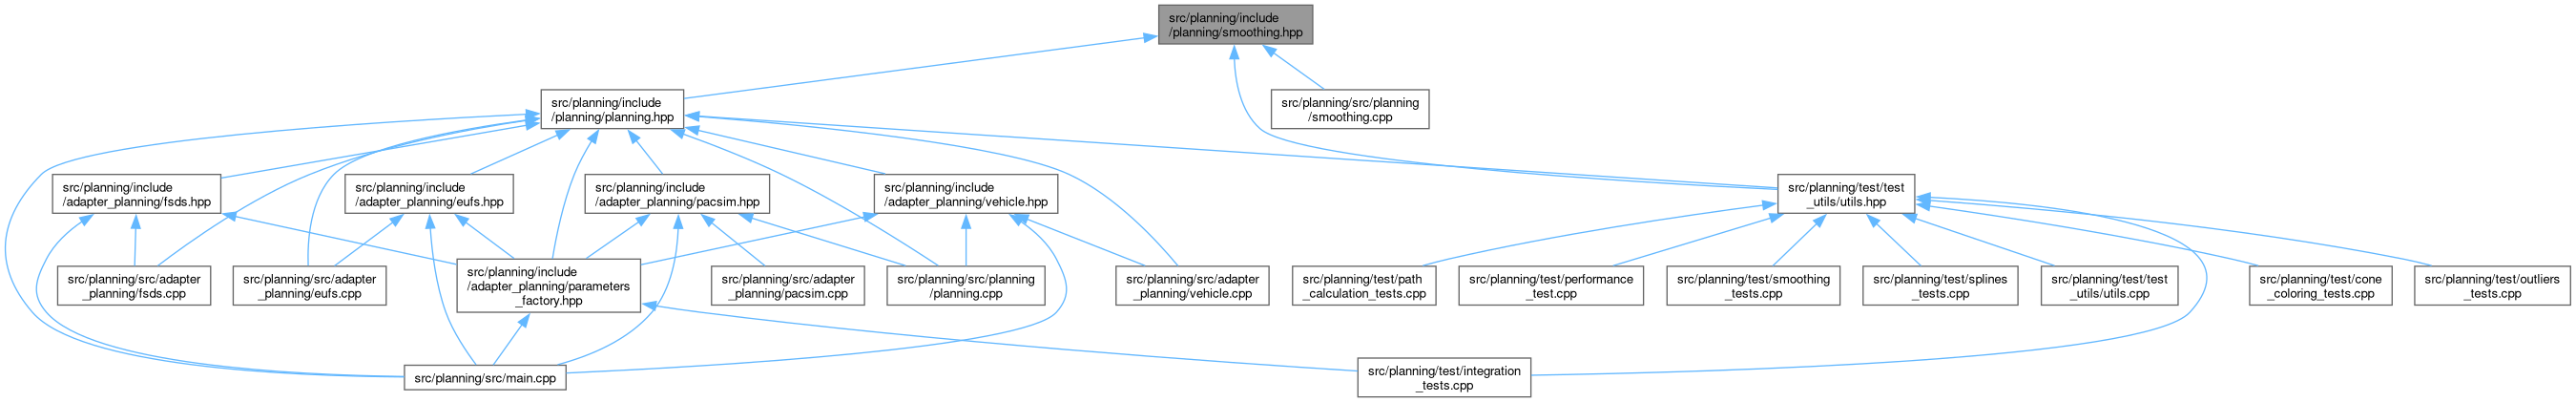 src/planning/include
/planning/smoothing.hpp
src/planning/include
/planning/planning.hpp
src/planning/src/planning
/smoothing.cpp
src/planning/include
/adapter_planning/fsds.hpp
src/planning/include
/adapter_planning/eufs.hpp
src/planning/include
/adapter_planning/pacsim.hpp
src/planning/include
/adapter_planning/vehicle.hpp
src/planning/test/test
_utils/utils.hpp
src/planning/src/adapter
_planning/fsds.cpp
src/planning/src/adapter
_planning/eufs.cpp
src/planning/include
/adapter_planning/parameters
_factory.hpp
src/planning/src/adapter
_planning/pacsim.cpp
src/planning/src/planning
/planning.cpp
src/planning/src/adapter
_planning/vehicle.cpp
src/planning/test/path
_calculation_tests.cpp
src/planning/test/performance
_test.cpp
src/planning/test/smoothing
_tests.cpp
src/planning/test/splines
_tests.cpp
src/planning/test/test
_utils/utils.cpp
src/planning/test/cone
_coloring_tests.cpp
src/planning/test/outliers
_tests.cpp
src/planning/src/main.cpp
src/planning/test/integration
_tests.cpp